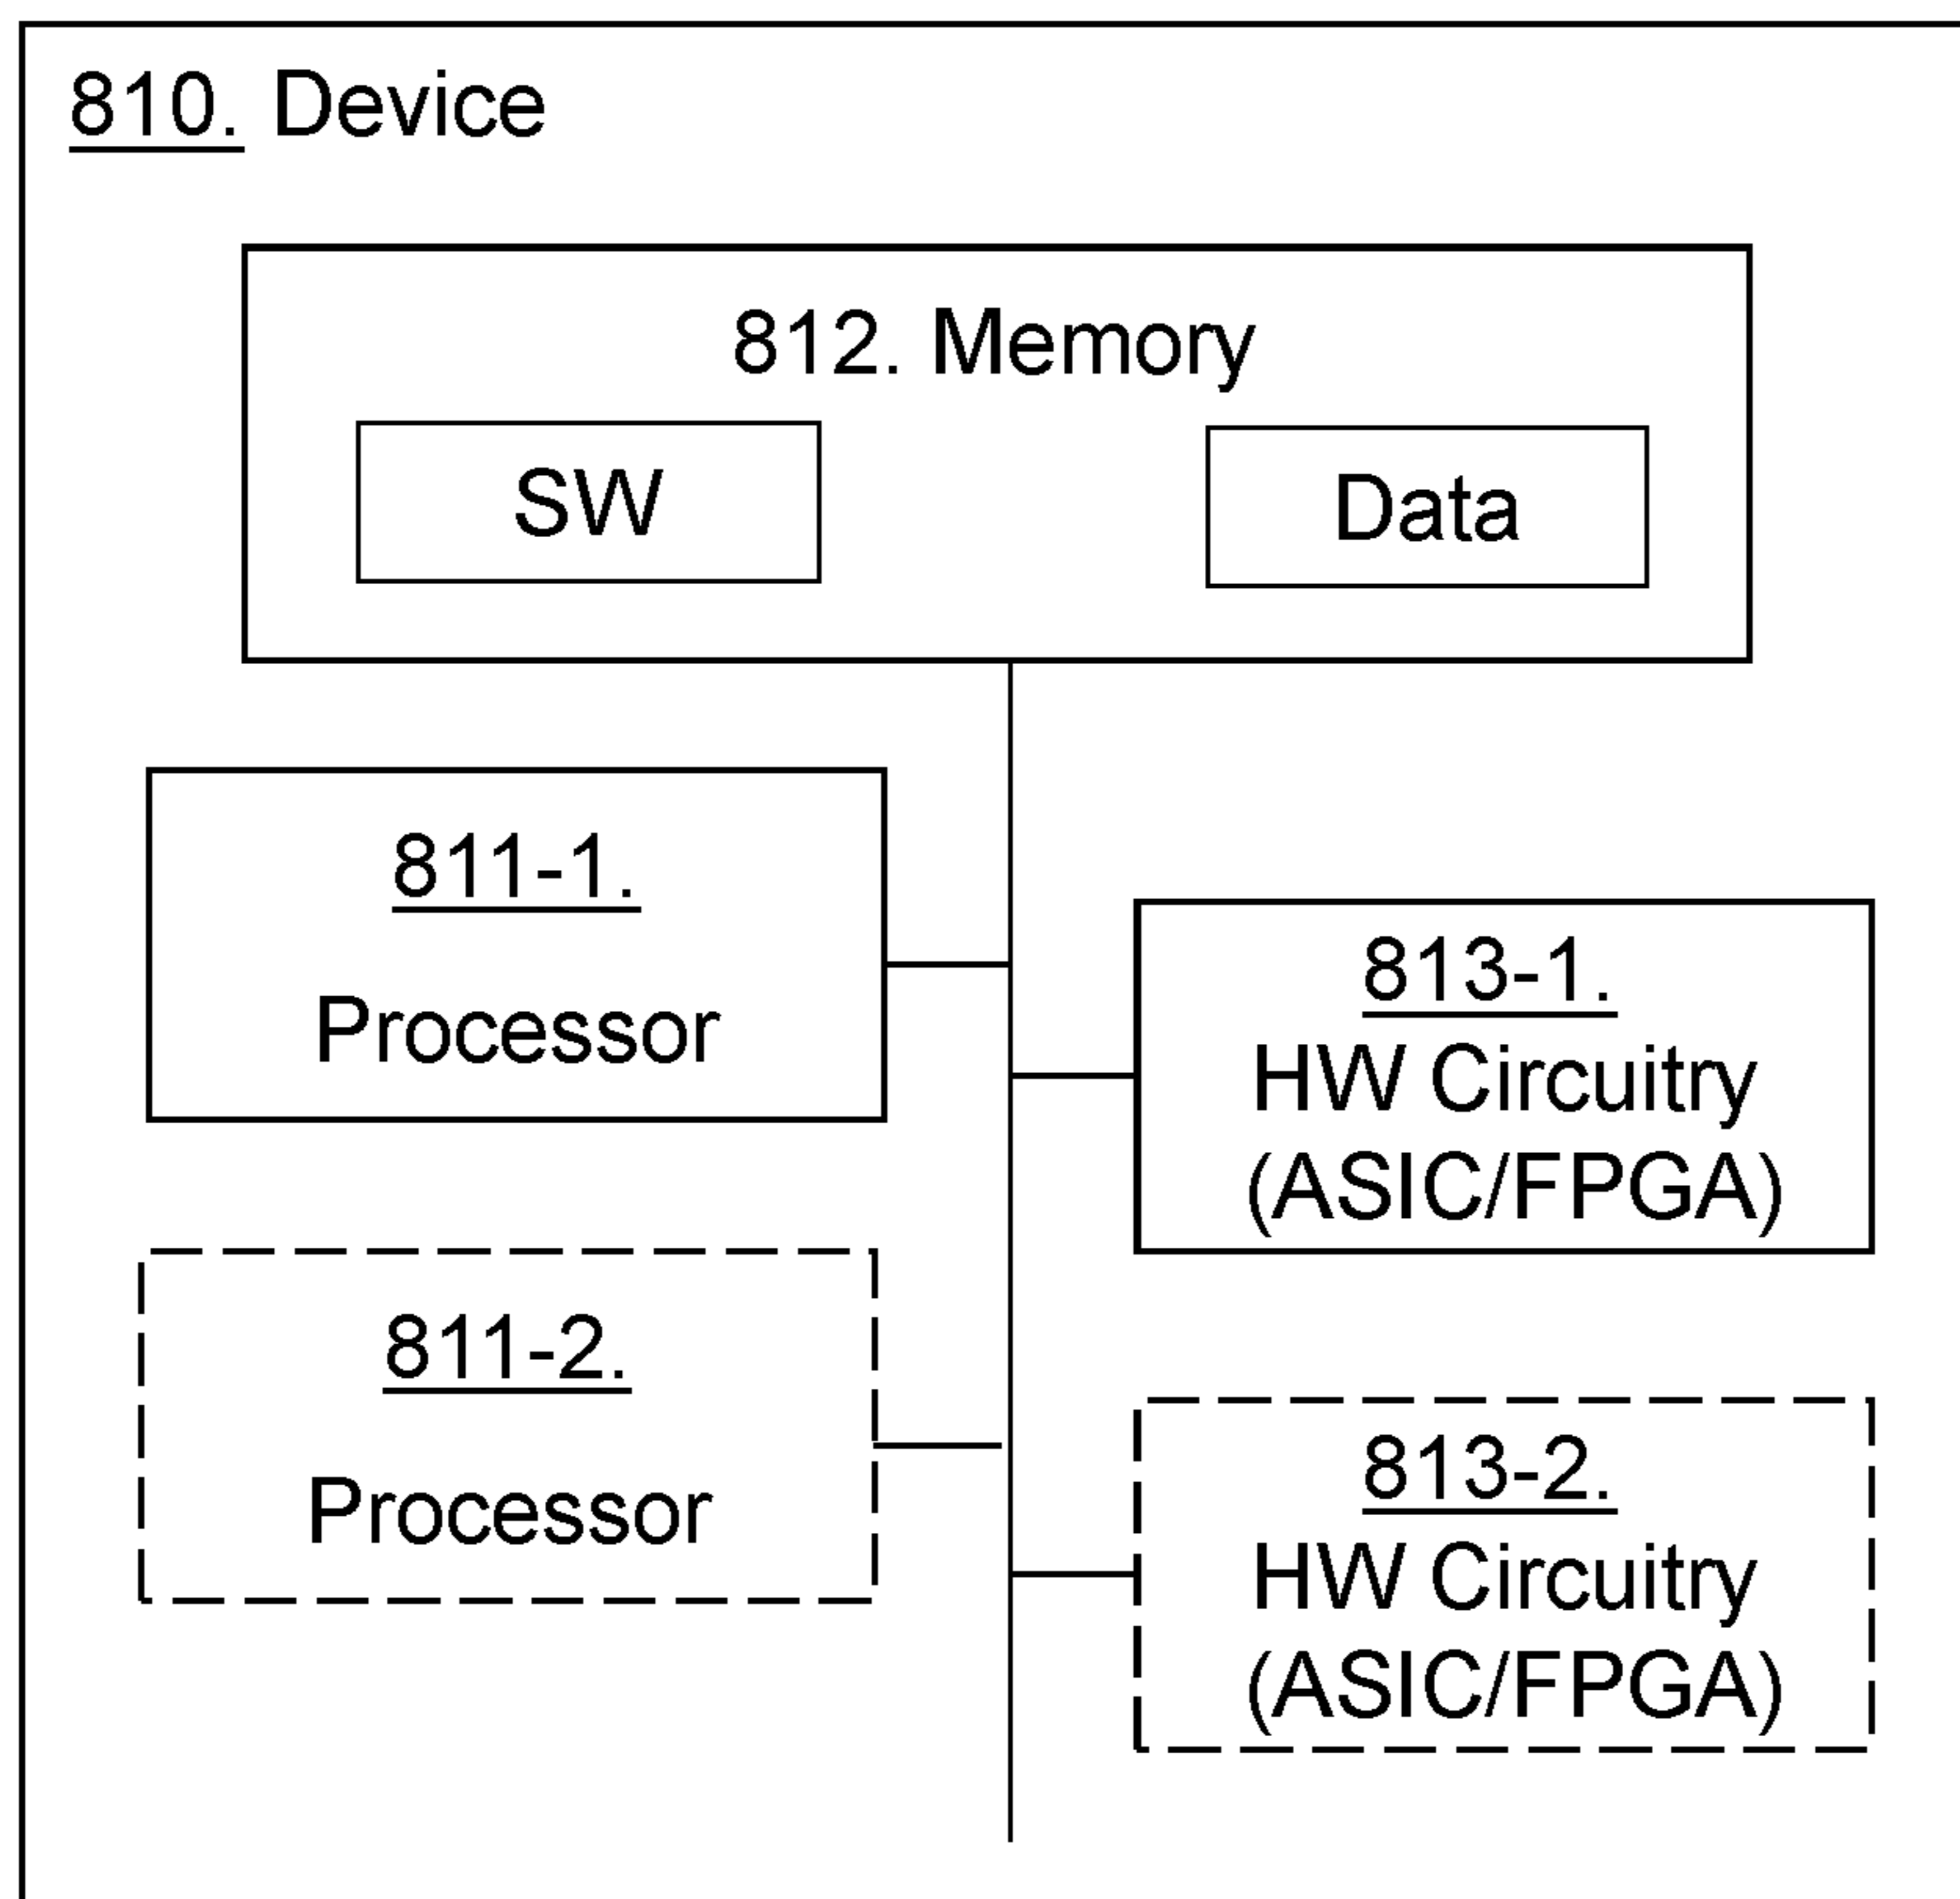 810. Device
812. Memory
SW
Data
811-1.
Processor
813-1.
HW Circuitry
(ASIC/FPGA)
811-2.
Processor
813-2.
HW Circuitry
(ASIC/FPGA)